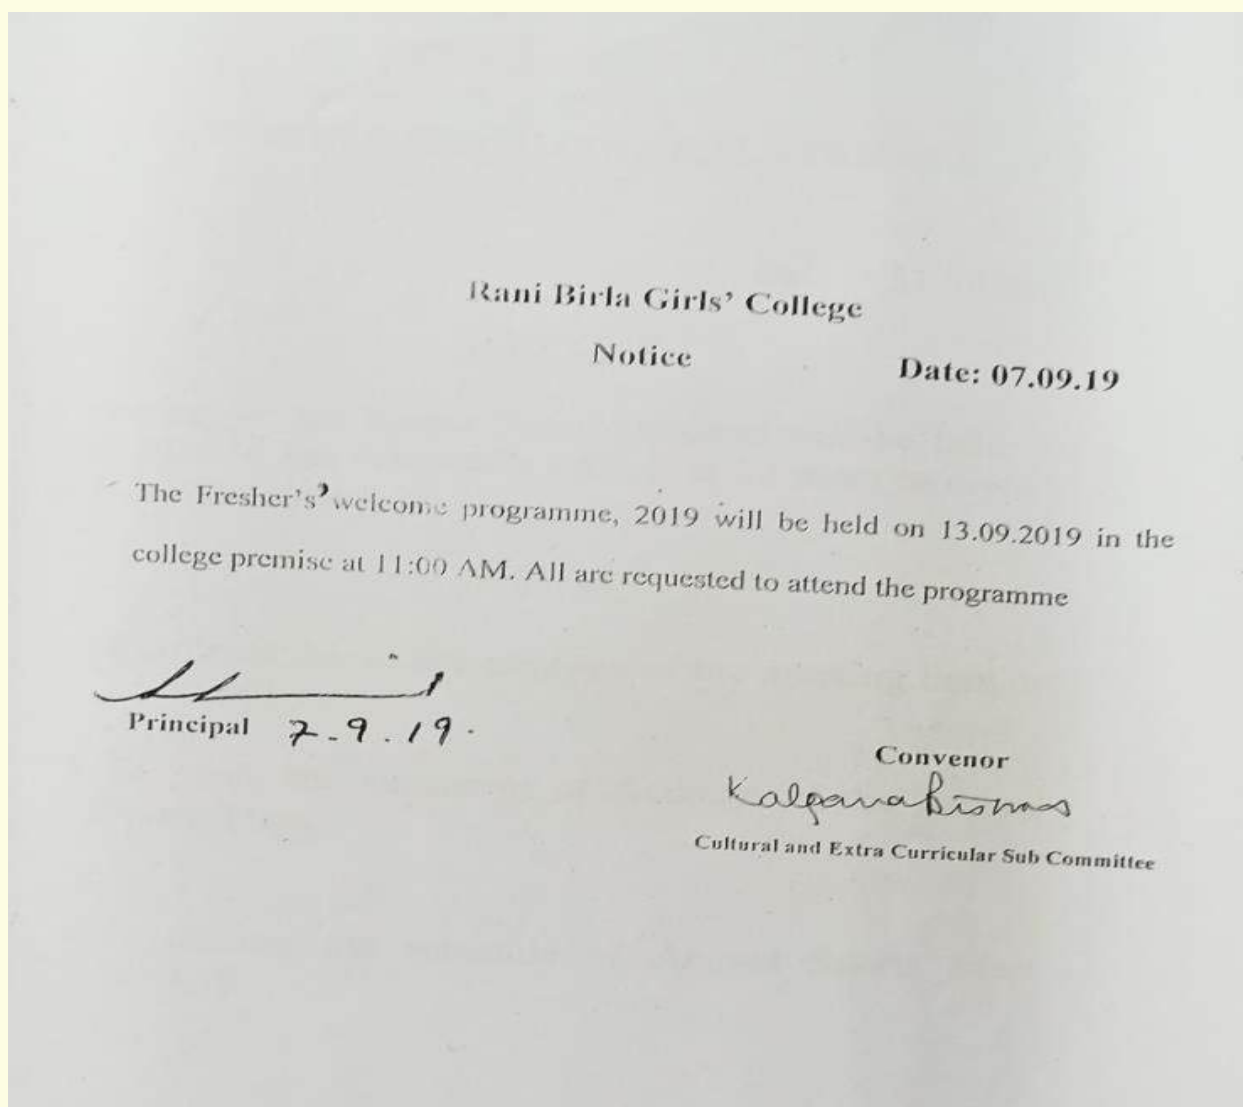 Rani Birla Girls' College
Notice
Date: 07.09.19
The Fresher's' welcome programme, 2019 will be held on 13.09.2019 in the
college premise at 11:00 AM. All are requested to attend the programme
Principal 7-9.19.
Convenor
Kalpana Biswas
Cultural and Extra Curricular Sub Committee